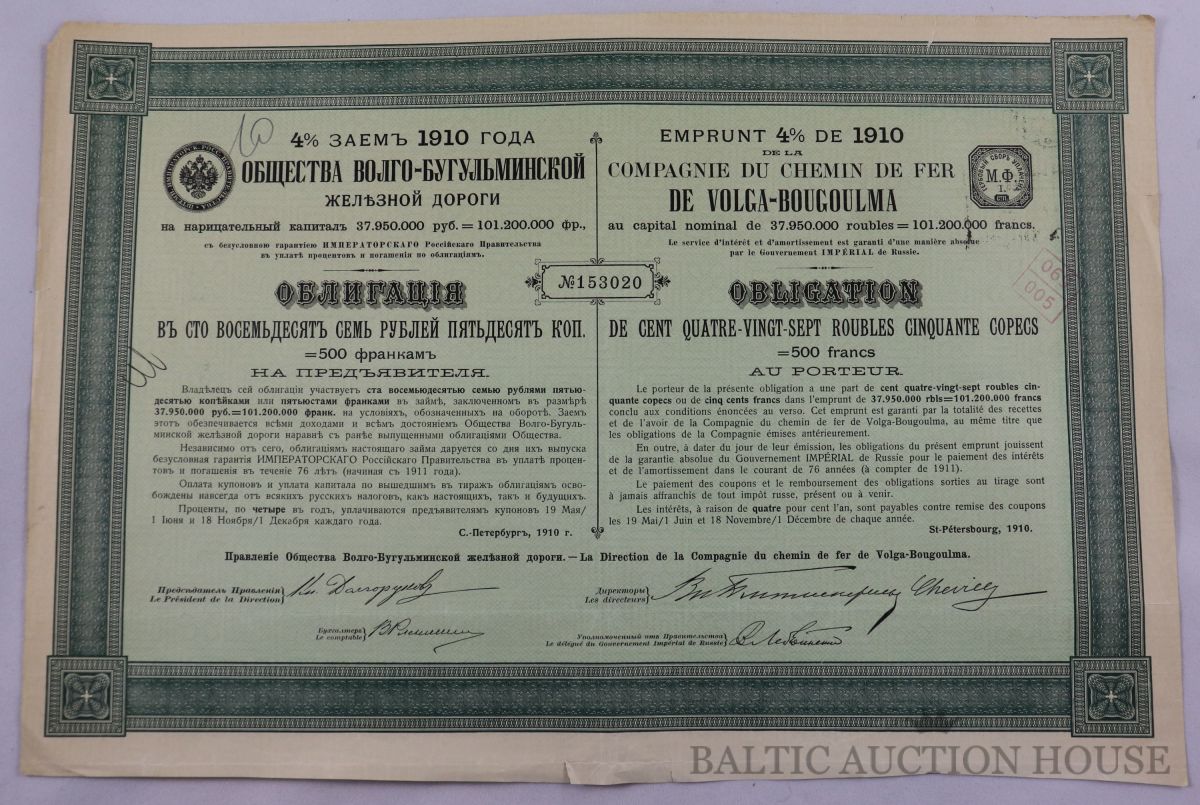 4% ЗАЕМЪ 1910 ГОДА
ОБЩЕСТВА ВОЛГО-БУГУЛЬМИНСКОЙ
ЖЕЛѢЗНОЙ ДОРОГИ
на нарицательный капиталъ 37.950.000 руб. = 101.200.000 фр.,
съ безусловною гарантіею ИМПЕРАТОРСКАГО Россійскаго Правительства
въ уплатѣ процентовъ и погашенія по облигаціямъ.
ОБЛИГАЦІЯ
ВЪ СТО ВОСЕМЬДЕСЯТЪ СЕМЬ РУБЛЕЙ ПЯТЬДЕСЯТЪ КОП.
=500 франкамъ
НА ПРЕДЪЯВИТЕЛЯ.
Владѣлецъ сей облигаціи участвуетъ ста восемьюдесятью семью рублями пятью-
десятью копѣйками или пятьюстами франками въ займѣ, заключенномъ въ размѣрѣ
37.950.000 руб.=101.200.000 франк. на условіяхъ, обозначенныхъ на оборотѣ. Заемъ
этотъ обезпечивается всѣми доходами и всѣмъ достояніемъ Общества Волго-Бугуль-
минской желѣзной дороги наравнѣ съ ранѣе выпущенными облигаціями Общества.
Независимо отъ сего, облигаціямъ настоящаго займа даруется со дня ихъ выпуска
безусловная гарантія ИМПЕРАТОРСКАГО Россійскаго Правительства въ уплатѣ процен-
товъ и погашенія въ теченіе 76 лѣтъ (начиная съ 1911 года).
Оплата купоновъ и уплата капитала по вышедшимъ въ тиражъ облигаціямъ осво-
бождены навсегда отъ всякихъ русскихъ налоговъ, какъ настоящихъ, такъ и будущихъ.
Проценты, по четыре въ годъ, уплачиваются предъявителямъ купоновъ 19 Мая/
1 Іюня и 18 Ноября/1 Декабря каждаго года.
С.-Петербургъ, 1910 г.
№153020
EMPRUNT 4% DE 1910
DE LA
COMPAGNIE DU CHEMIN DE FER
DE VOLGA-BOUGOULMA
au capital nominal de 37.950.000 roubles = 101.200.000 francs.
Le service d'intérêt et d'amortissement est garanti d'une manière absolue
par le Gouvernement IMPÉRIAL de Russie.
М.Ф.
OBLIGATION
DE CENT QUATRE-VINGT-SEPT ROUBLES CINQUANTE COPECS
=500 francs
AU PORTEUR.
005
Le porteur de la présente obligation a une part de cent quatre-vingt-sept roubles cin-
quante copecs ou de cinq cents francs dans l'emprunt de 37.950.000 rbls=101.200.000 francs
conclu aux conditions énoncées au verso. Cet emprunt est garanti par la totalité des recettes
et de l'avoir de la Compagnie du chemin de fer de Volga-Bougoulma, au même titre que
les obligations de la Compagnie émises antérieurement.
En outre, à dater du jour de leur émission, les obligations du présent emprunt jouissent
de la garantie absolue du Gouvernement IMPÉRIAL de Russie pour le paiement des intérêts
et de l'amortissement dans le courant de 76 années (à compter de 1911).
Le paiement des coupons et le remboursement des obligations sorties au tirage sont
à jamais affranchis de tout impôt russe, présent ou à venir.
Les intérêts, à raison de quatre pour cent l'an, sont payables contre remise des coupons
les 19 Mai/1 Juin et 18 Novembre/1 Décembre de chaque année.
St-Pétersbourg, 1910.
Правленіе Общества Волго-Бугульминской желѣзной дороги. — La Direction de la Compagnie du chemin de fer de Volga-Bougoulma.
Предсѣдатель Правленія
Le Président de la Direction
Директоры
Les directeurs
Бухгалтеръ
Le comptable
Уполномоченный отъ Правительства
Le délégué du Gouvernement Impérial de Russie
BALTIC AUCTION HOUSE